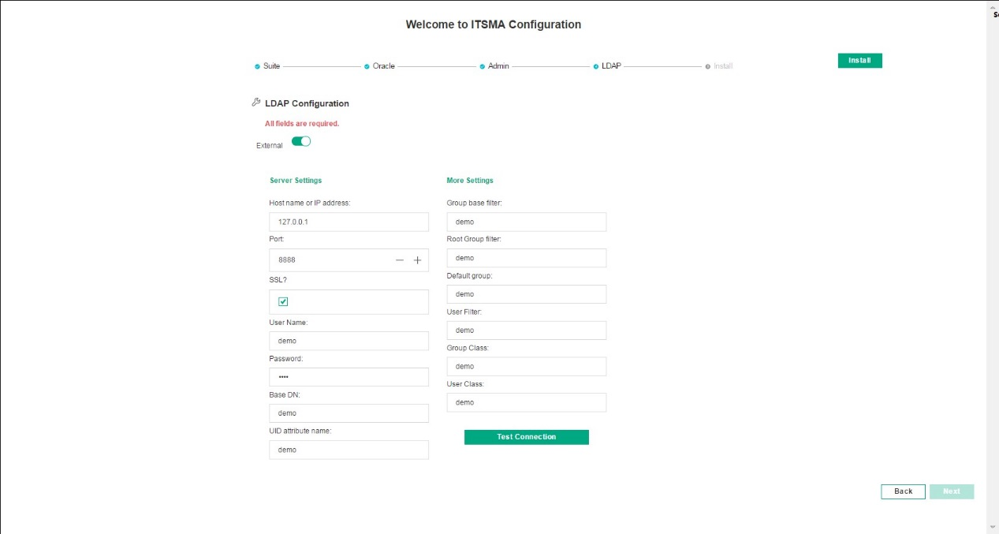 Welcome to ITSMA Configuration
Suite
Oracle
Admin
LDAP
Install
Install
LDAP Configuration
All fields are required.
External
Server Settings
Host name or IP address:
127.0.0.1
Port:
8888
SSL?
User Name:
demo
Password:
••••
Base DN:
demo
UID attribute name:
demo
More Settings
Group base filter:
demo
Root Group filter:
demo
Default group:
demo
User Filter:
demo
Group Class:
demo
User Class:
demo
Test Connection
Back
Next